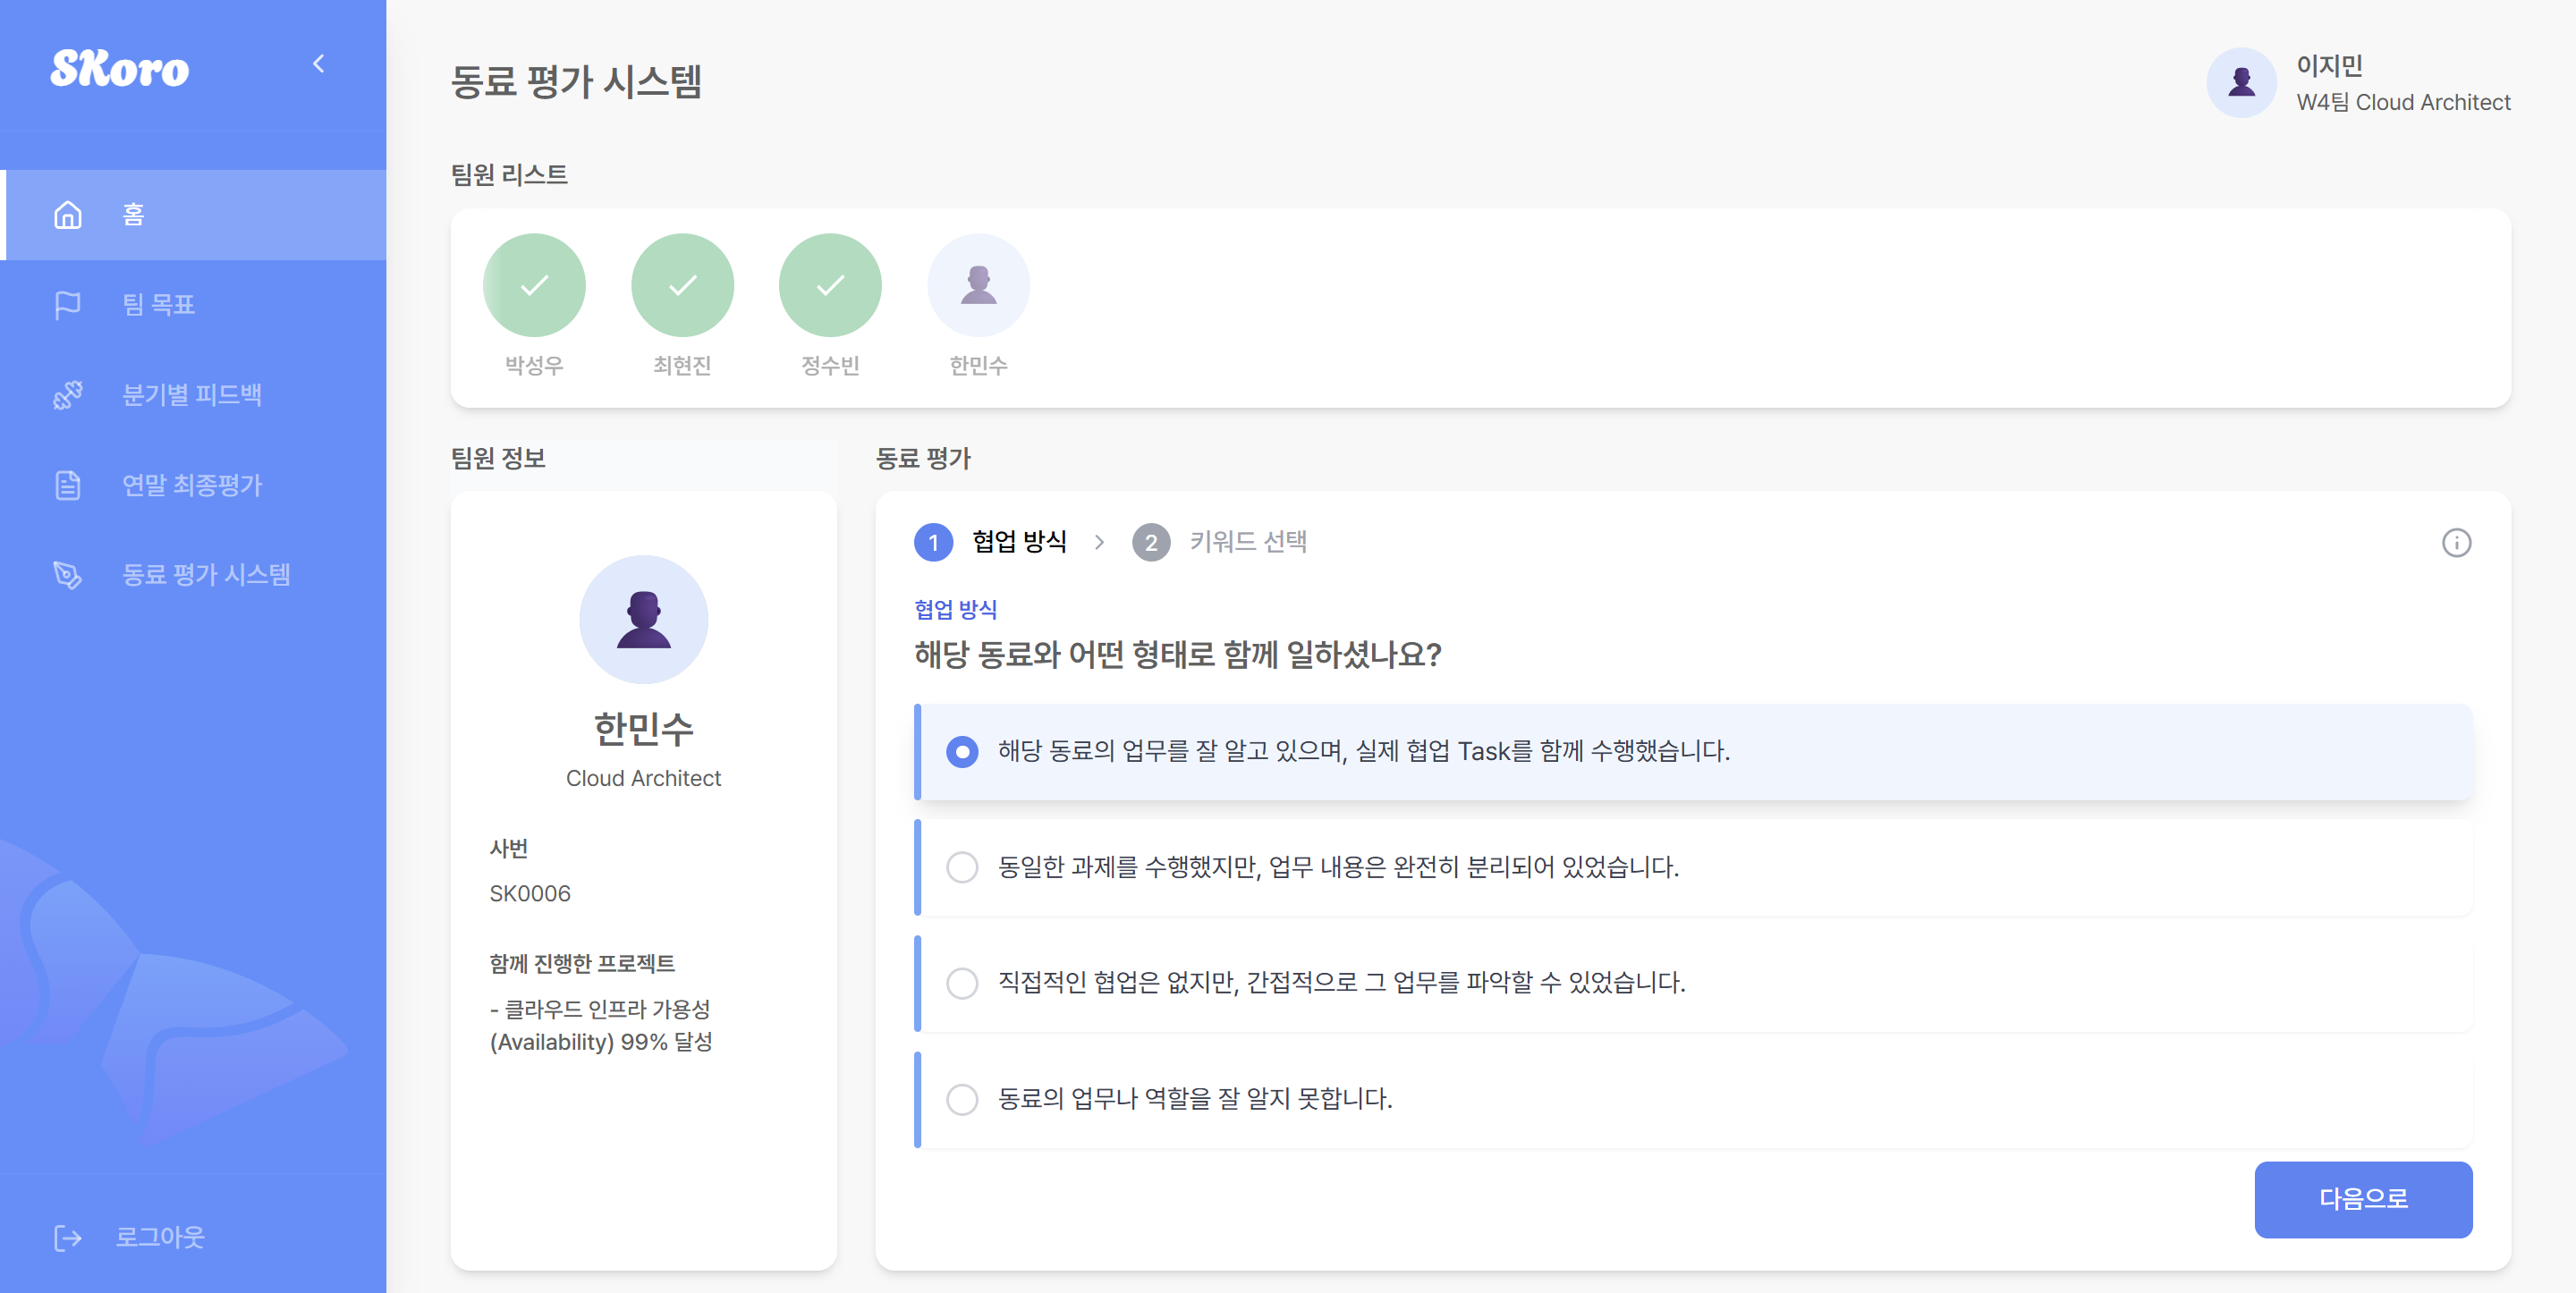 SKoro
홈
팀 목표
분기별 피드백
연말 최종평가
동료 평가 시스템
로그아웃
동료 평가 시스템
이지민
W4팀 Cloud Architect
팀원 리스트
박성우
최현진
정수빈
한민수
팀원 정보
한민수
Cloud Architect
사번
SK0006
함께 진행한 프로젝트
- 클라우드 인프라 가용성
(Availability) 99% 달성
동료 평가
1 협업 방식 2 키워드 선택
협업 방식
해당 동료와 어떤 형태로 함께 일하셨나요?
해당 동료의 업무를 잘 알고 있으며, 실제 협업 Task를 함께 수행했습니다.
동일한 과제를 수행했지만, 업무 내용은 완전히 분리되어 있었습니다.
직접적인 협업은 없지만, 간접적으로 그 업무를 파악할 수 있었습니다.
동료의 업무나 역할을 잘 알지 못합니다.
다음으로